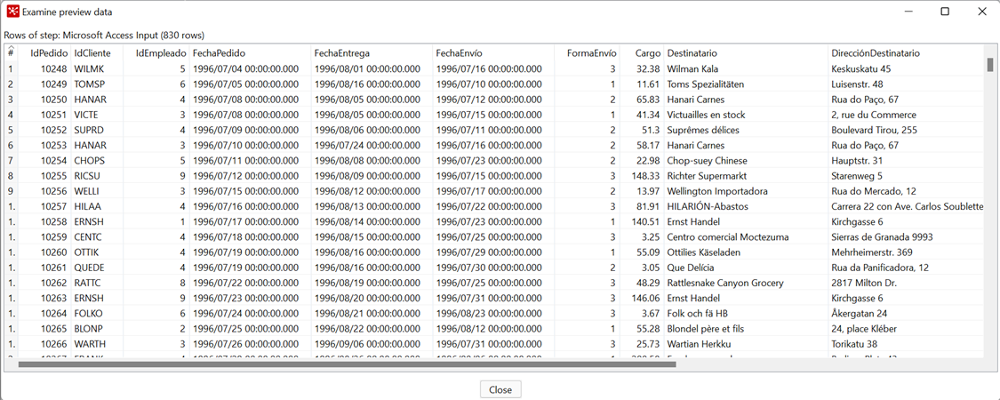 Examine preview data
Rows of step: Microsoft Access Input (830 rows)
# IdPedido IdCliente IdEmpleado FechaPedido FechaEntrega FechaEnvío FormaEnvío Cargo Destinatario DirecciónDestinatario
1 10248 WILMK 5 1996/07/04 00:00:00.000 1996/08/01 00:00:00.000 1996/07/16 00:00:00.000 3 32.38 Wilman Kala Keskuskatu 45
2 10249 TOMSP 6 1996/07/05 00:00:00.000 1996/08/16 00:00:00.000 1996/07/10 00:00:00.000 1 11.61 Toms Spezialitäten Luisenstr. 48
3 10250 HANAR 4 1996/07/08 00:00:00.000 1996/08/05 00:00:00.000 1996/07/12 00:00:00.000 2 65.83 Hanari Carnes Rua do Paço, 67
4 10251 VICTE 3 1996/07/08 00:00:00.000 1996/08/05 00:00:00.000 1996/07/15 00:00:00.000 1 41.34 Victuailles en stock 2, rue du Commerce
5 10252 SUPRD 4 1996/07/09 00:00:00.000 1996/08/06 00:00:00.000 1996/07/11 00:00:00.000 2 51.3 Suprêmes délices Boulevard Tirou, 255
6 10253 HANAR 3 1996/07/10 00:00:00.000 1996/07/24 00:00:00.000 1996/07/16 00:00:00.000 2 58.17 Hanari Carnes Rua do Paço, 67
7 10254 CHOPS 5 1996/07/11 00:00:00.000 1996/08/08 00:00:00.000 1996/07/23 00:00:00.000 2 22.98 Chop-suey Chinese Hauptstr. 31
8 10255 RICSU 9 1996/07/12 00:00:00.000 1996/08/09 00:00:00.000 1996/07/15 00:00:00.000 3 148.33 Richter Supermarkt Starenweg 5
9 10256 WELLI 3 1996/07/15 00:00:00.000 1996/08/12 00:00:00.000 1996/07/17 00:00:00.000 2 13.97 Wellington Importadora Rua do Mercado, 12
1. 10257 HILAA 4 1996/07/16 00:00:00.000 1996/08/13 00:00:00.000 1996/07/22 00:00:00.000 3 81.91 HILARIÓN-Abastos Carrera 22 con Ave. Carlos Soublette
1. 10258 ERNSH 1 1996/07/17 00:00:00.000 1996/08/14 00:00:00.000 1996/07/23 00:00:00.000 1 140.51 Ernst Handel Kirchgasse 6
1. 10259 CENTC 4 1996/07/18 00:00:00.000 1996/08/15 00:00:00.000 1996/07/25 00:00:00.000 3 3.25 Centro comercial Moctezuma Sierras de Granada 9993
1. 10260 OTTIK 4 1996/07/19 00:00:00.000 1996/08/16 00:00:00.000 1996/07/29 00:00:00.000 1 55.09 Ottilies Käseladen Mehrheimerstr. 369
1. 10261 QUEDE 4 1996/07/19 00:00:00.000 1996/08/16 00:00:00.000 1996/07/30 00:00:00.000 2 3.05 Que Delícia Rua da Panificadora, 12
1. 10262 RATTC 8 1996/07/22 00:00:00.000 1996/08/19 00:00:00.000 1996/07/25 00:00:00.000 3 48.29 Rattlesnake Canyon Grocery 2817 Milton Dr.
1. 10263 ERNSH 9 1996/07/23 00:00:00.000 1996/08/20 00:00:00.000 1996/07/31 00:00:00.000 3 146.06 Ernst Handel Kirchgasse 6
1. 10264 FOLKO 6 1996/07/24 00:00:00.000 1996/08/21 00:00:00.000 1996/08/23 00:00:00.000 3 3.67 Folk och fä HB Åkergatan 24
1. 10265 BLONP 2 1996/07/25 00:00:00.000 1996/08/22 00:00:00.000 1996/08/12 00:00:00.000 1 55.28 Blondel père et fils 24, place Kléber
1. 10266 WARTH 3 1996/07/26 00:00:00.000 1996/09/06 00:00:00.000 1996/07/31 00:00:00.000 3 25.73 Wartian Herkku Torikatu 38
Close